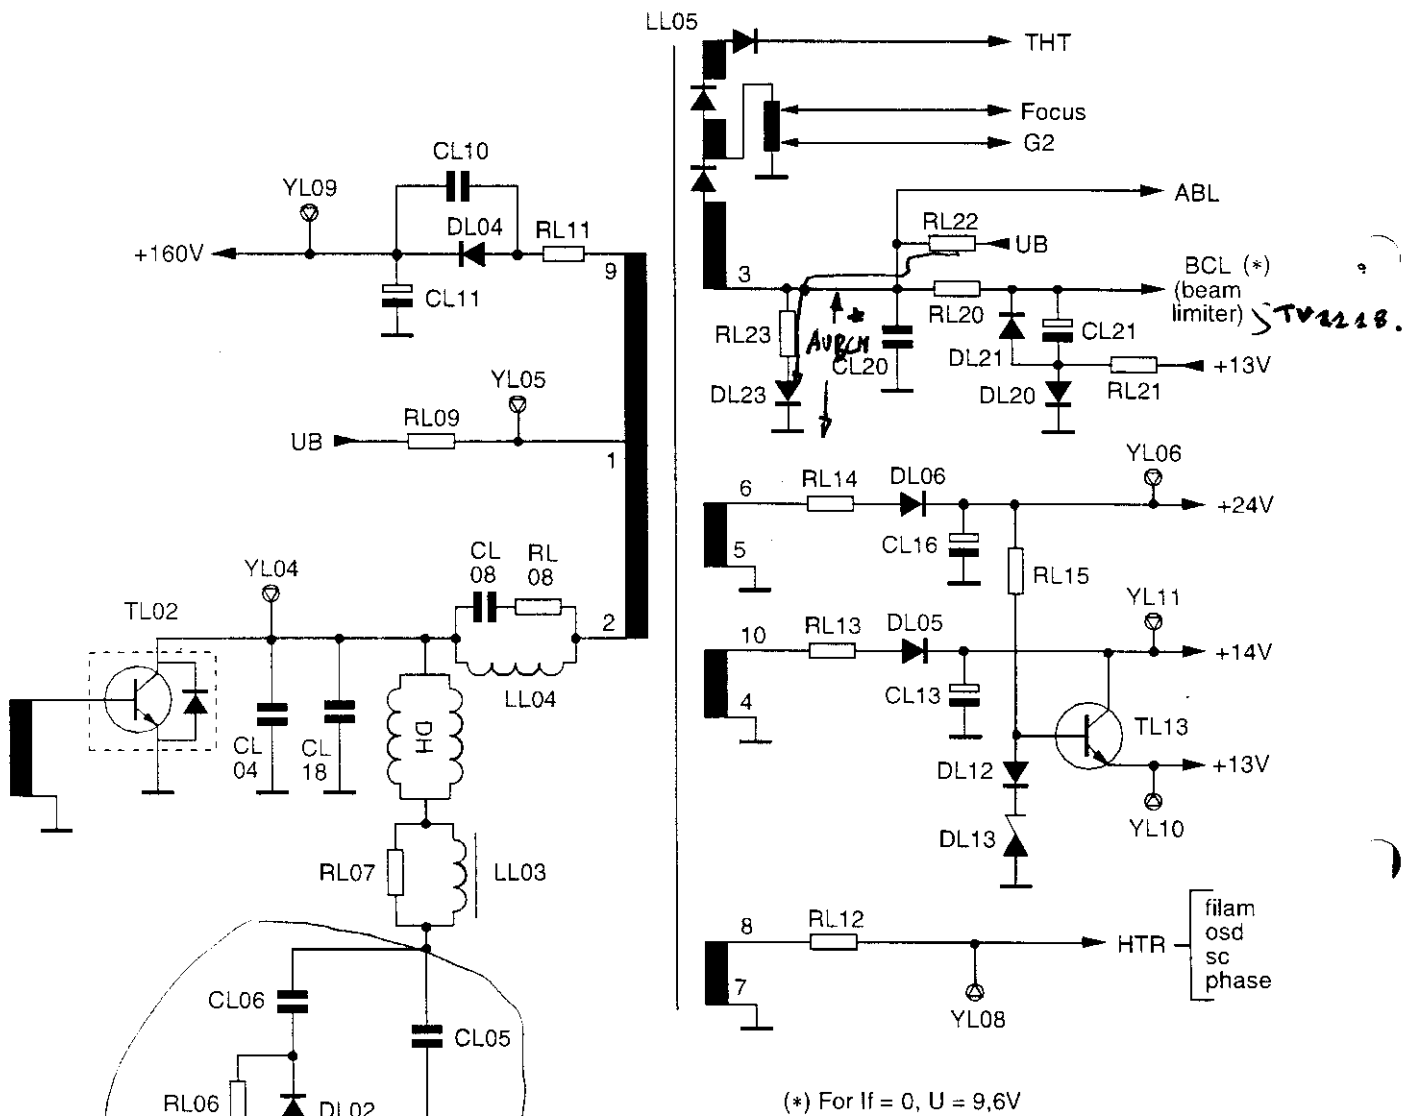 LL05
THT
Focus
G2
CL10
YL09
DL04
RL11
+160V
9
CL11
ABL
RL22
UB
3
BCL (*)
(beam
limiter)
TV1118.
RL20
RL23
CL20
DL21
CL21
+13V
DL23
DL20
RL21
YL05
RL09
UB
1
YL06
DL06
RL14
6
+24V
CL16
5
RL15
CL
08
RL
08
YL04
TL02
2
LL04
YL11
DL05
RL13
10
+14V
CL13
4
TL13
DH
CL
04
CL
18
DL12
+13V
DL13
YL10
RL07
LL03
8
RL12
HTR
filam
osd
sc
phase
7
YL08
CL06
CL05
RL06
DL02
(*) For If = 0, U = 9,6V